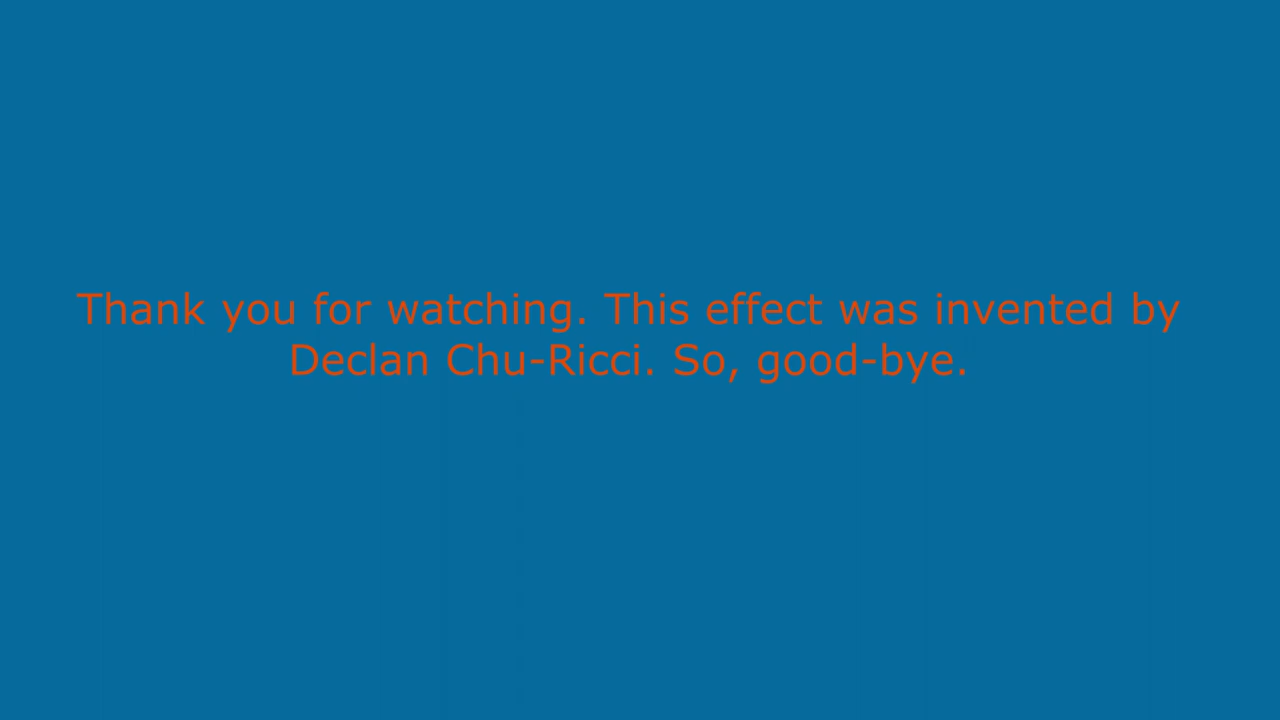 Thank you for watching. This effect was invented by
Declan Chu-Ricci. So, good-bye.